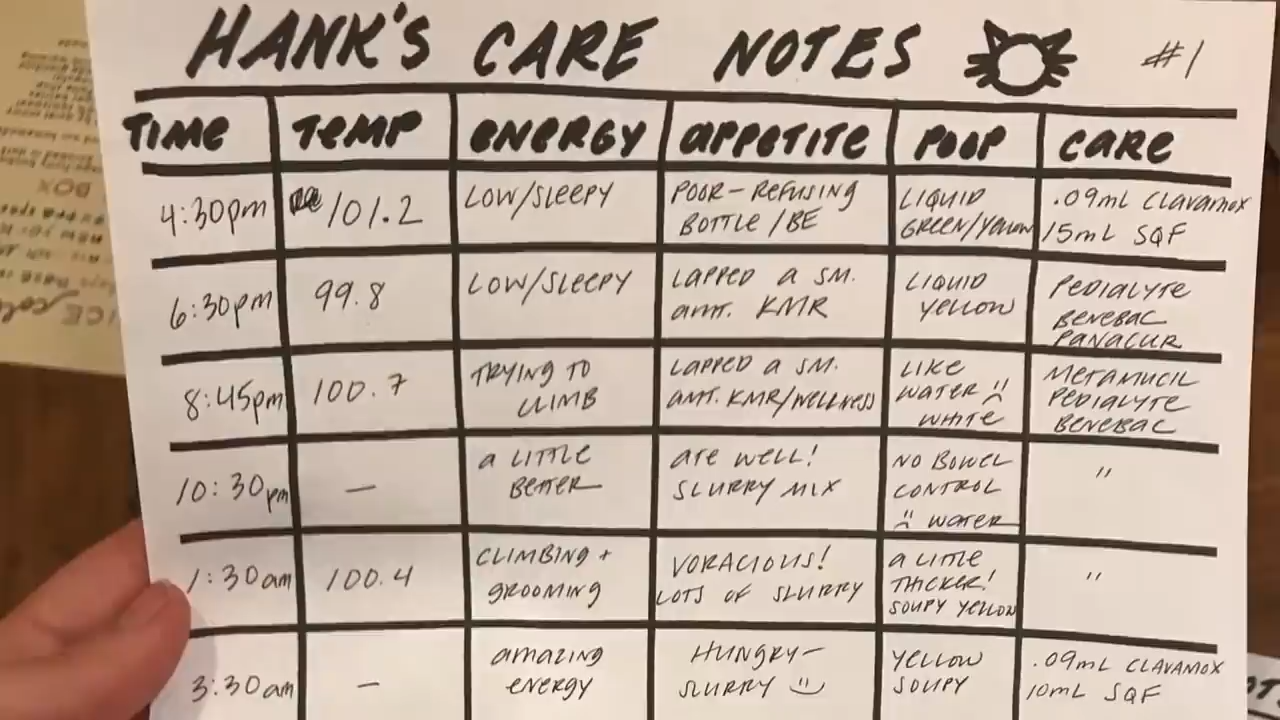 HANK'S CARE NOTES #1
TIME TEMP ENERGY APPETITE POOP CARE
4:30pm 101.2 LOW/SLEEPY POOR - REFUSING BOTTLE/BE LIQUID GREEN/YELLOW .09mL CLAVAMOX 15mL SQF
6:30pm 99.8 LOW/SLEEPY LAPPED A SM. AMT. KMR LIQUID YELLOW PEDIALYTE BENEBAC PANACUR
8:45pm 100.7 TRYING TO CLIMB LAPPED A SM. AMT. KMR/WELLNESS LIKE WATER WHITE METAMUCIL PEDIALYTE BENEBAC
10:30pm — A LITTLE BETTER ATE WELL! SLURRY MIX NO BOWEL CONTROL WATER "
1:30am 100.4 CLIMBING + GROOMING VORACIOUS! LOTS OF SLURRY A LITTLE THICKER! SOUPY YELLOW "
3:30am — AMAZING ENERGY HUNGRY - SLURRY YELLOW SOUPY .09mL CLAVAMOX 10mL SQF
BOX